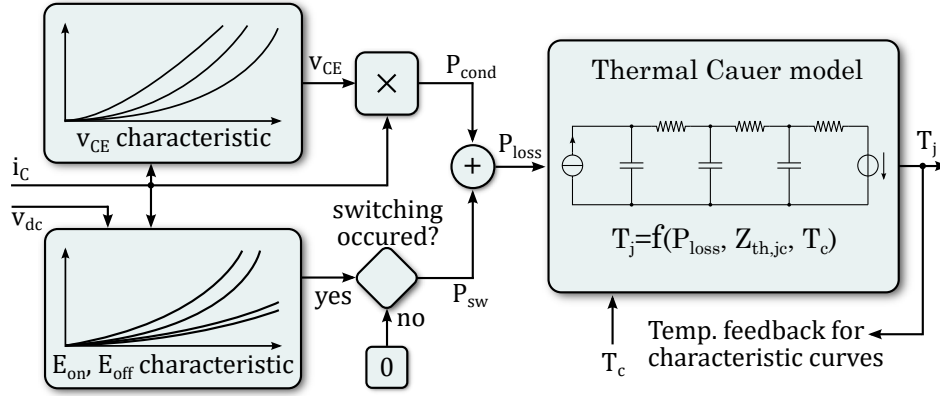 v_CE characteristic
v_CE
×
P_cond
i_C
v_dc
E_on, E_off characteristic
switching
occured?
yes
no
0
P_sw
+
P_loss
Thermal Cauer model
T_j=f(P_loss, Z_th,jc, T_c)
T_j
T_c
Temp. feedback for
characteristic curves